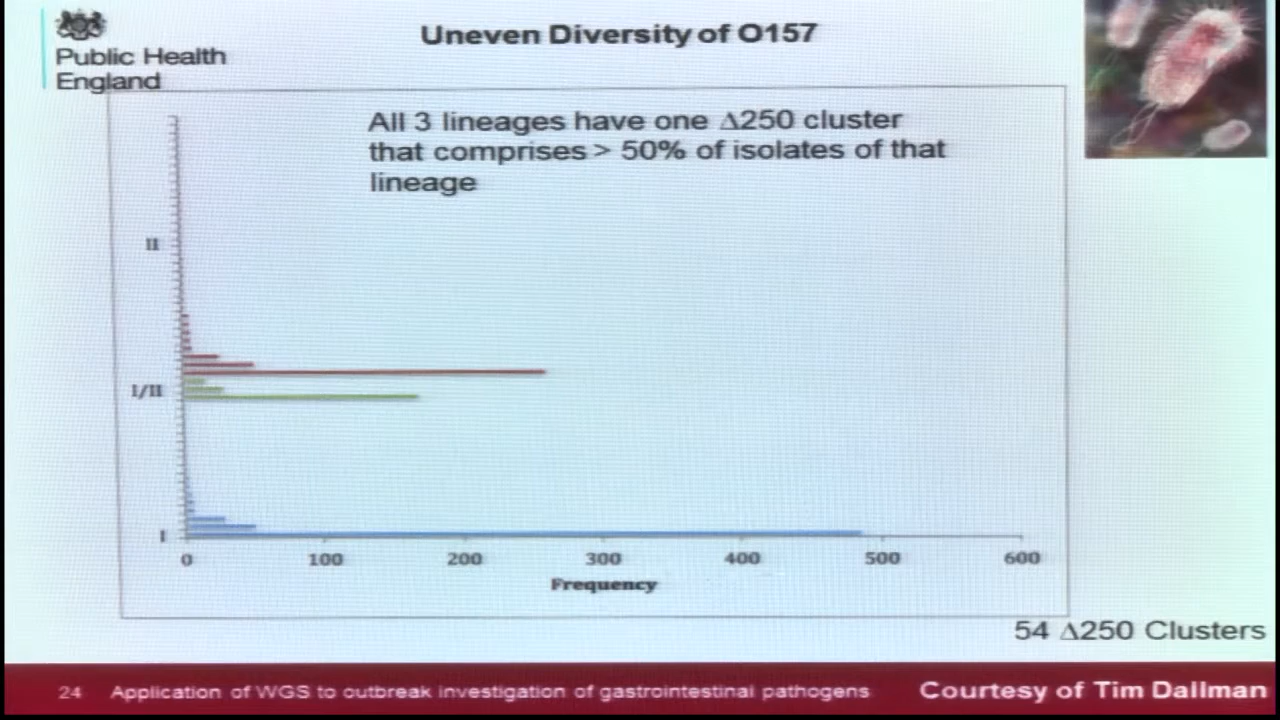 Public Health
England
Uneven Diversity of O157
All 3 lineages have one Δ250 cluster
that comprises > 50% of isolates of that
lineage
II
I/II
I
0 100 200 300 400 500 600
Frequency
54 Δ250 Clusters
24 Application of WGS to outbreak investigation of gastrointestinal pathogens Courtesy of Tim Dallman